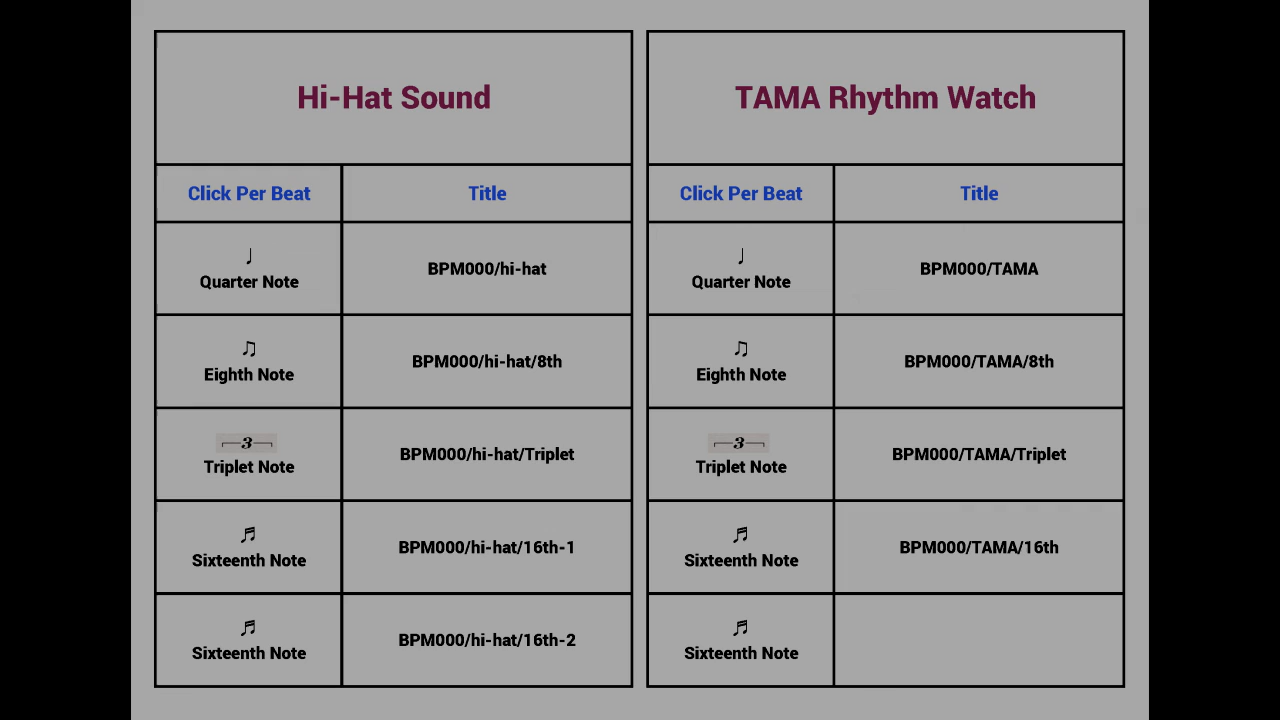 Hi-Hat Sound
Click Per Beat Title
♩
Quarter Note BPM000/hi-hat
♫
Eighth Note BPM000/hi-hat/8th
3
Triplet Note BPM000/hi-hat/Triplet
♬
Sixteenth Note BPM000/hi-hat/16th-1
♬
Sixteenth Note BPM000/hi-hat/16th-2
TAMA Rhythm Watch
Click Per Beat Title
♩
Quarter Note BPM000/TAMA
♫
Eighth Note BPM000/TAMA/8th
3
Triplet Note BPM000/TAMA/Triplet
♬
Sixteenth Note BPM000/TAMA/16th
♬
Sixteenth Note